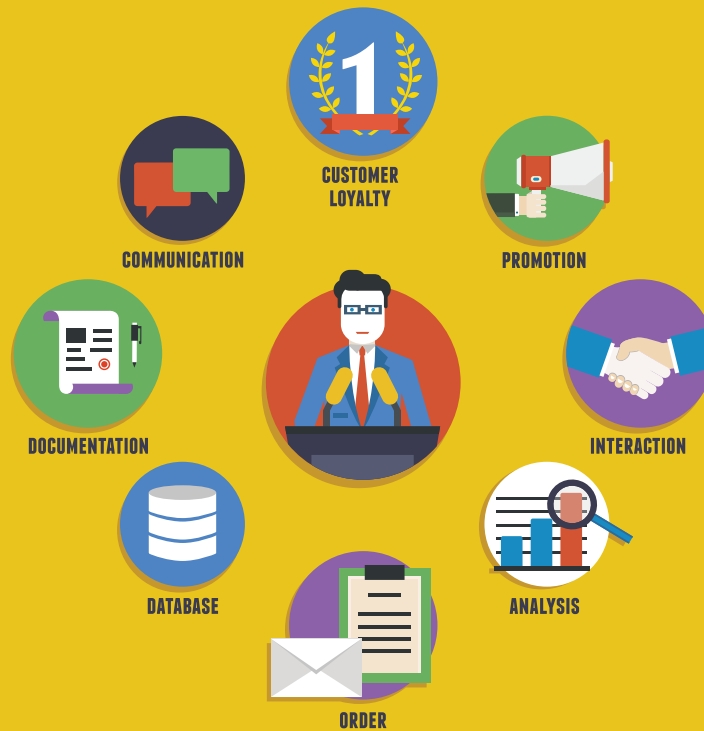 1
CUSTOMER
LOYALTY
COMMUNICATION
PROMOTION
DOCUMENTATION
INTERACTION
DATABASE
ANALYSIS
ORDER